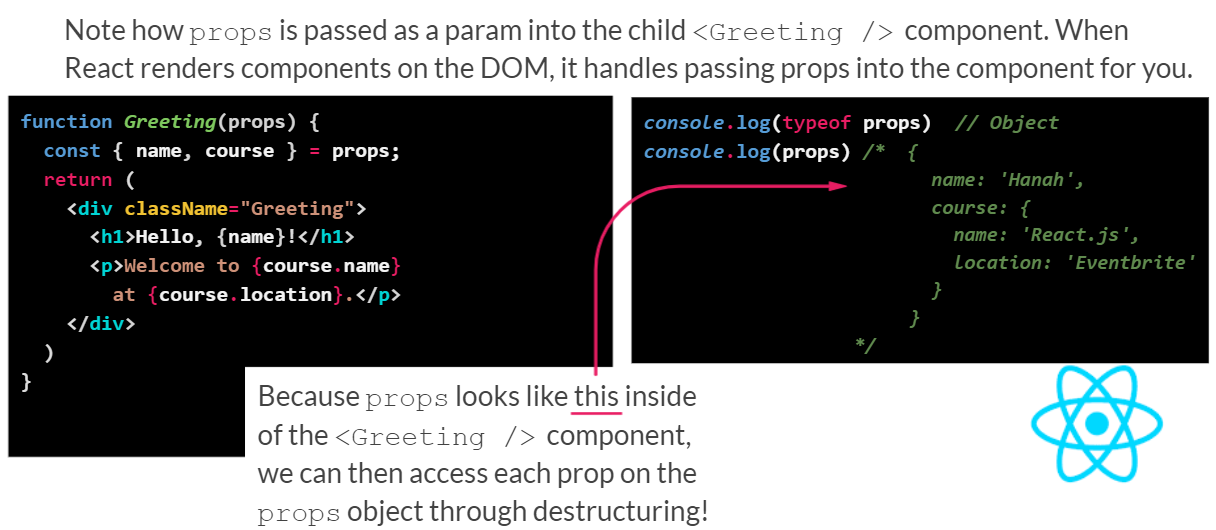 Note how props is passed as a param into the child <Greeting /> component. When
React renders components on the DOM, it handles passing props into the component for you.
function Greeting(props) {
  const { name, course } = props;
  return (
    <div className="Greeting">
      <h1>Hello, {name}!</h1>
      <p>Welcome to {course.name}
        at {course.location}.</p>
    </div>
  )
}
console.log(typeof props)  // Object
console.log(props) /*  {
                         name: 'Hanah',
                         course: {
                           name: 'React.js',
                           location: 'Eventbrite'
                         }
                       }
                  */
Because props looks like this inside
of the <Greeting /> component,
we can then access each prop on the
props object through destructuring!